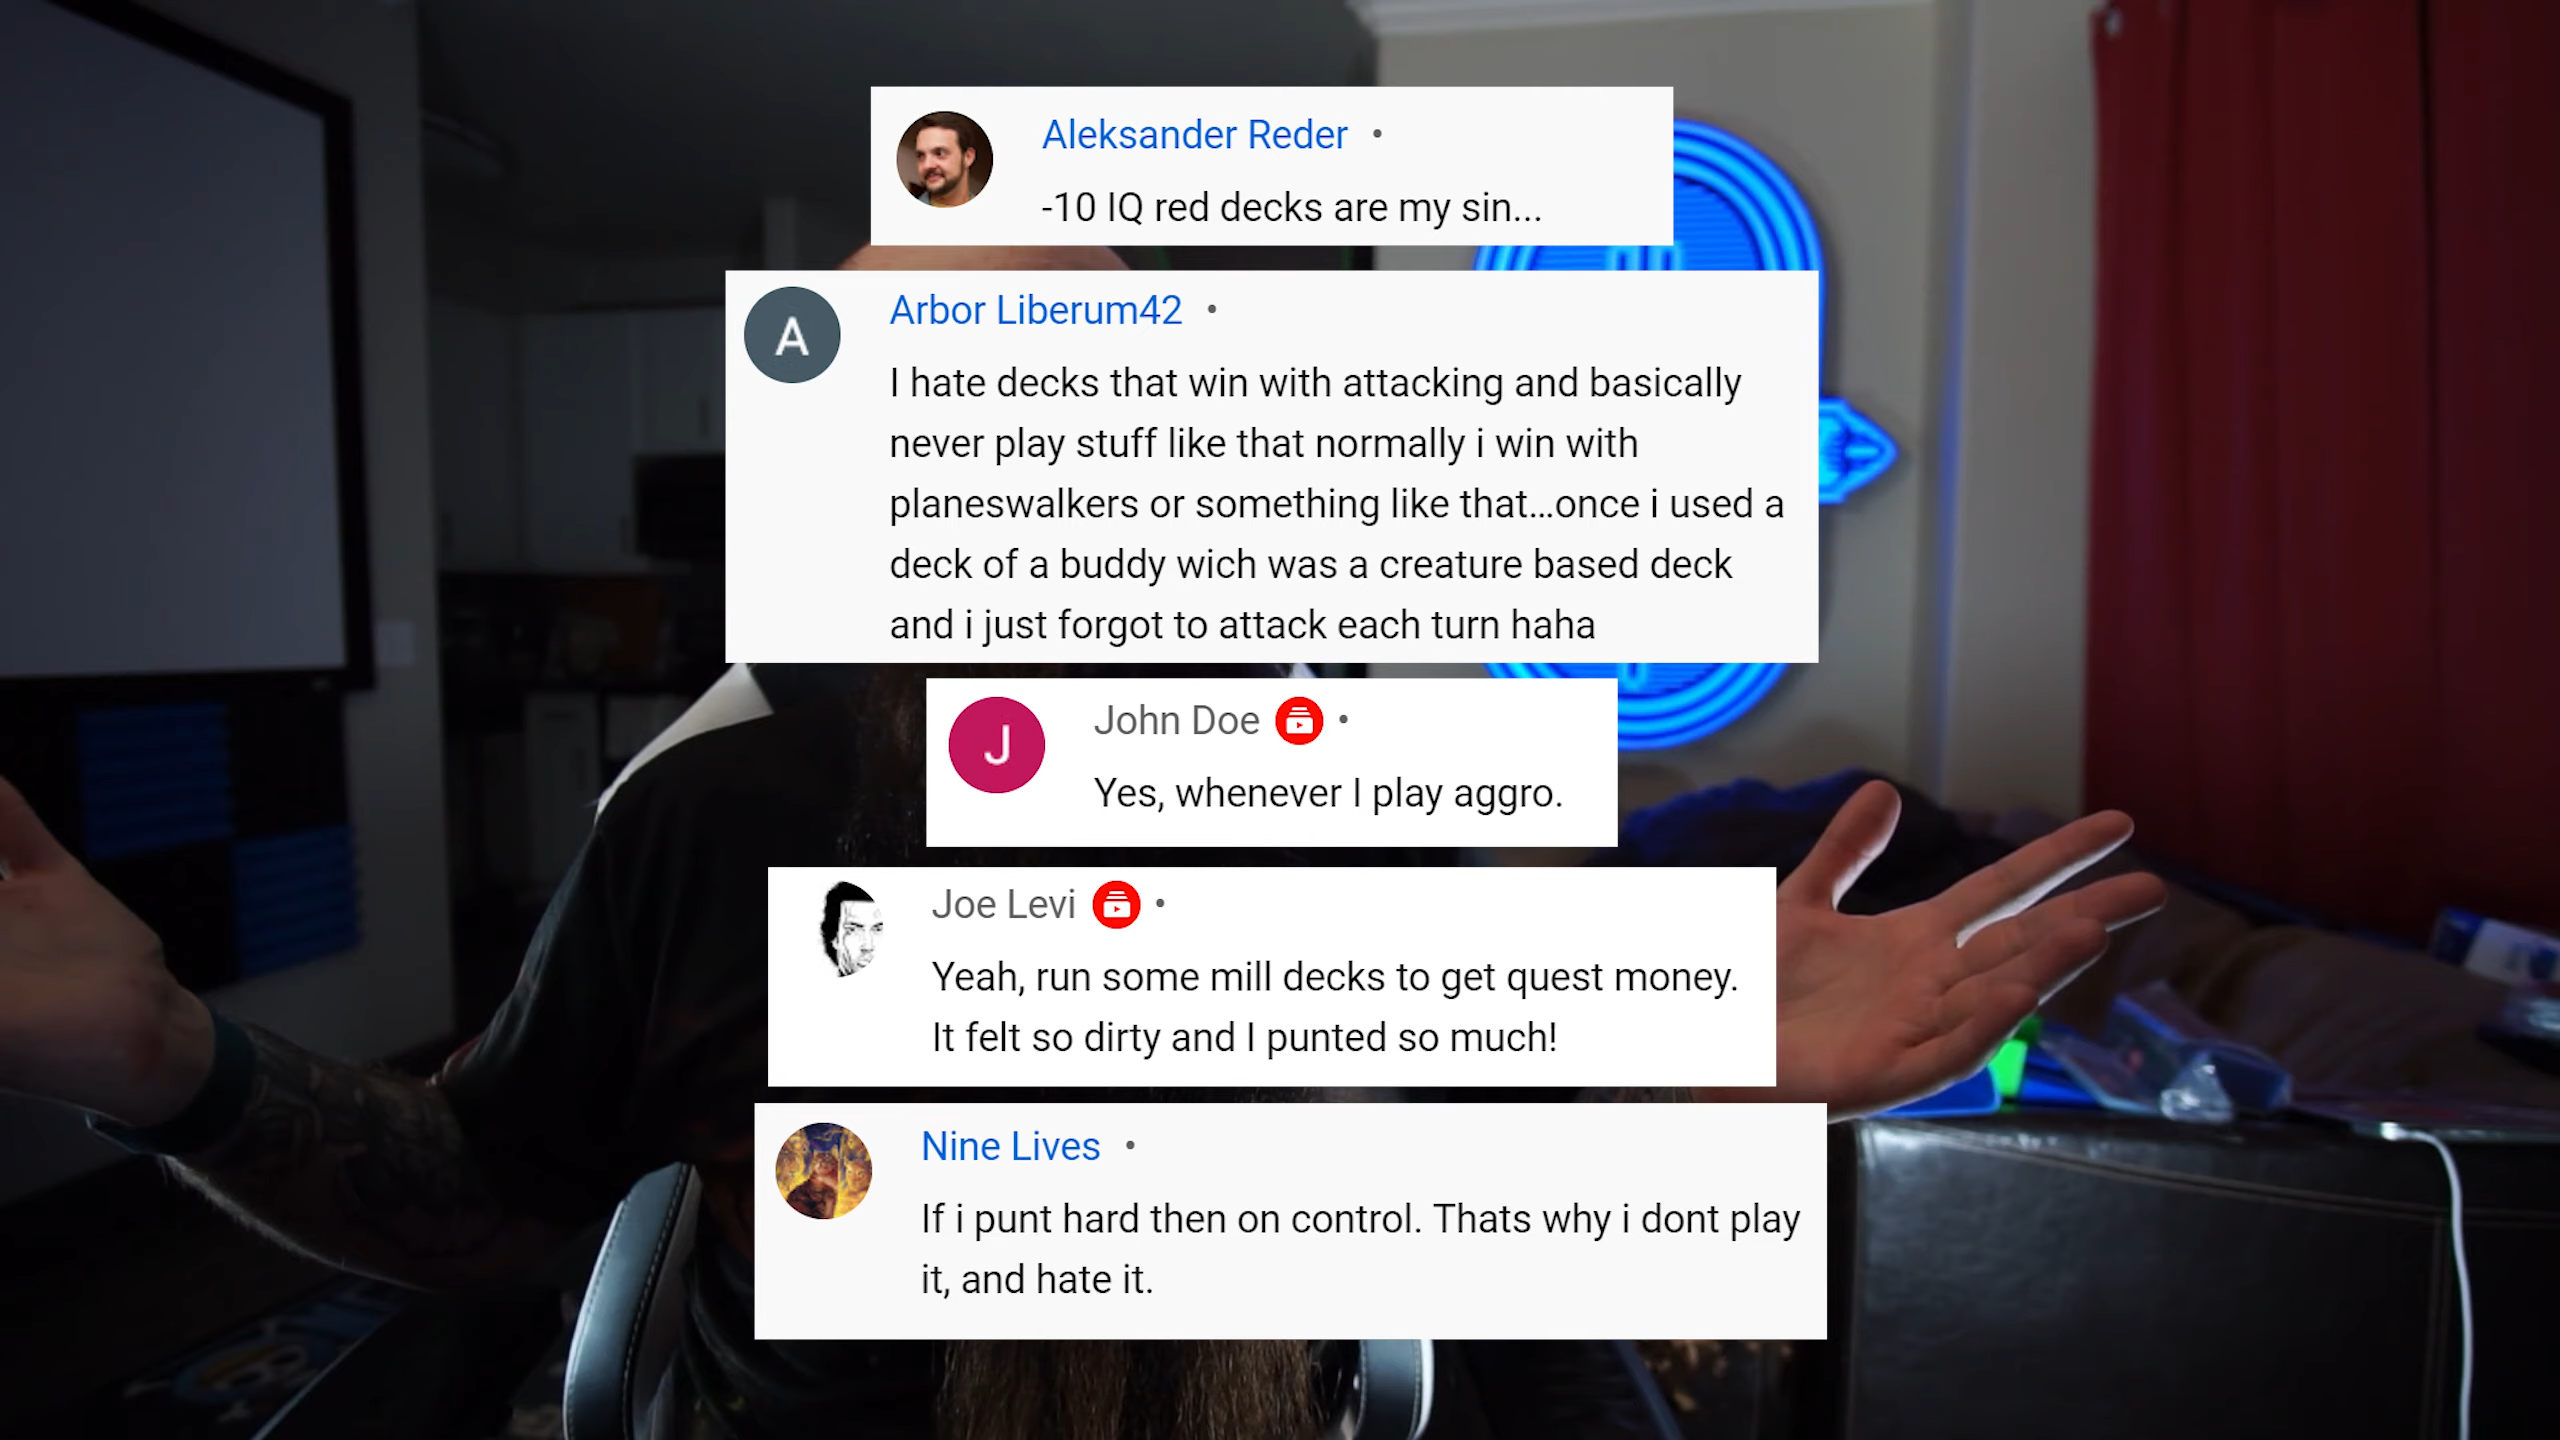 Aleksander Reder •
-10 IQ red decks are my sin...
A
Arbor Liberum42 •
I hate decks that win with attacking and basically
never play stuff like that normally i win with
planeswalkers or something like that...once i used a
deck of a buddy wich was a creature based deck
and i just forgot to attack each turn haha
J
John Doe •
Yes, whenever I play aggro.
Joe Levi •
Yeah, run some mill decks to get quest money.
It felt so dirty and I punted so much!
Nine Lives •
If i punt hard then on control. Thats why i dont play
it, and hate it.